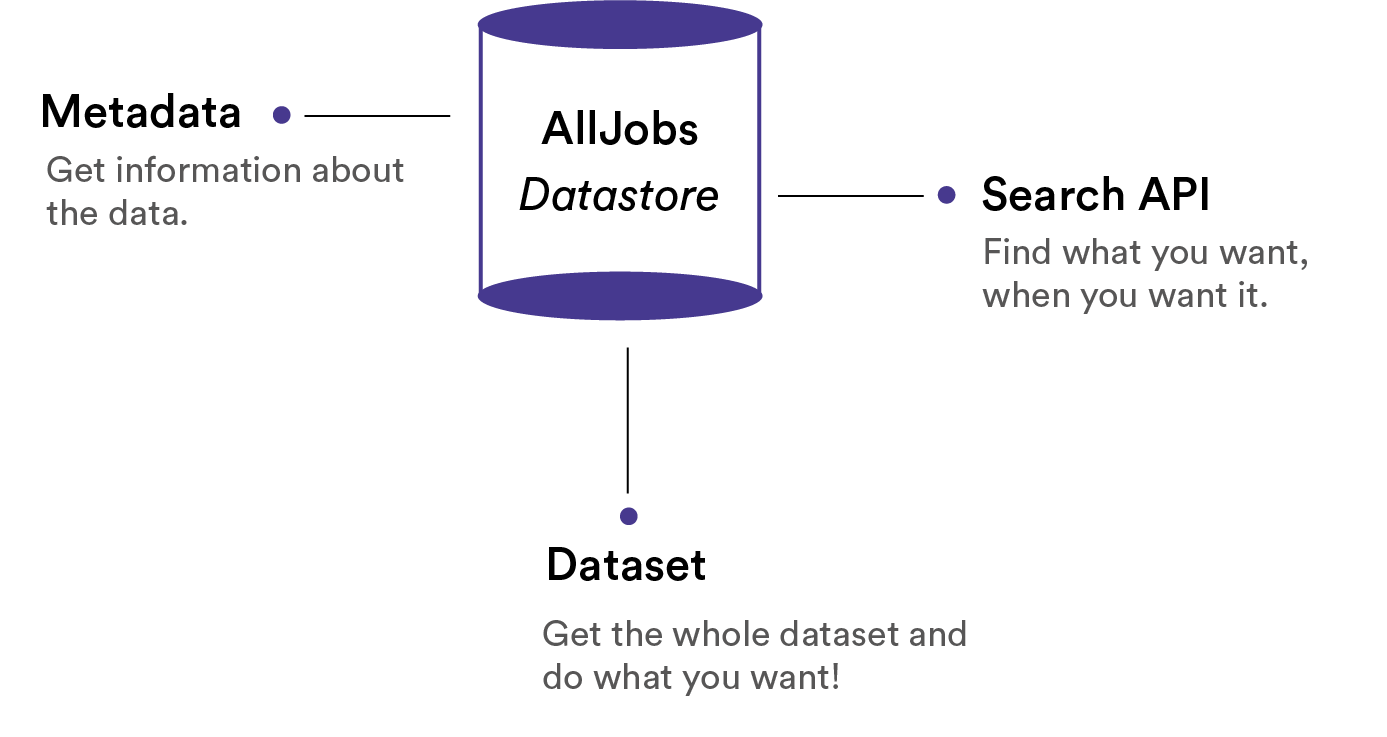 Metadata
Get information about
the data.
AllJobs
Datastore
Search API
Find what you want,
when you want it.
Dataset
Get the whole dataset and
do what you want!